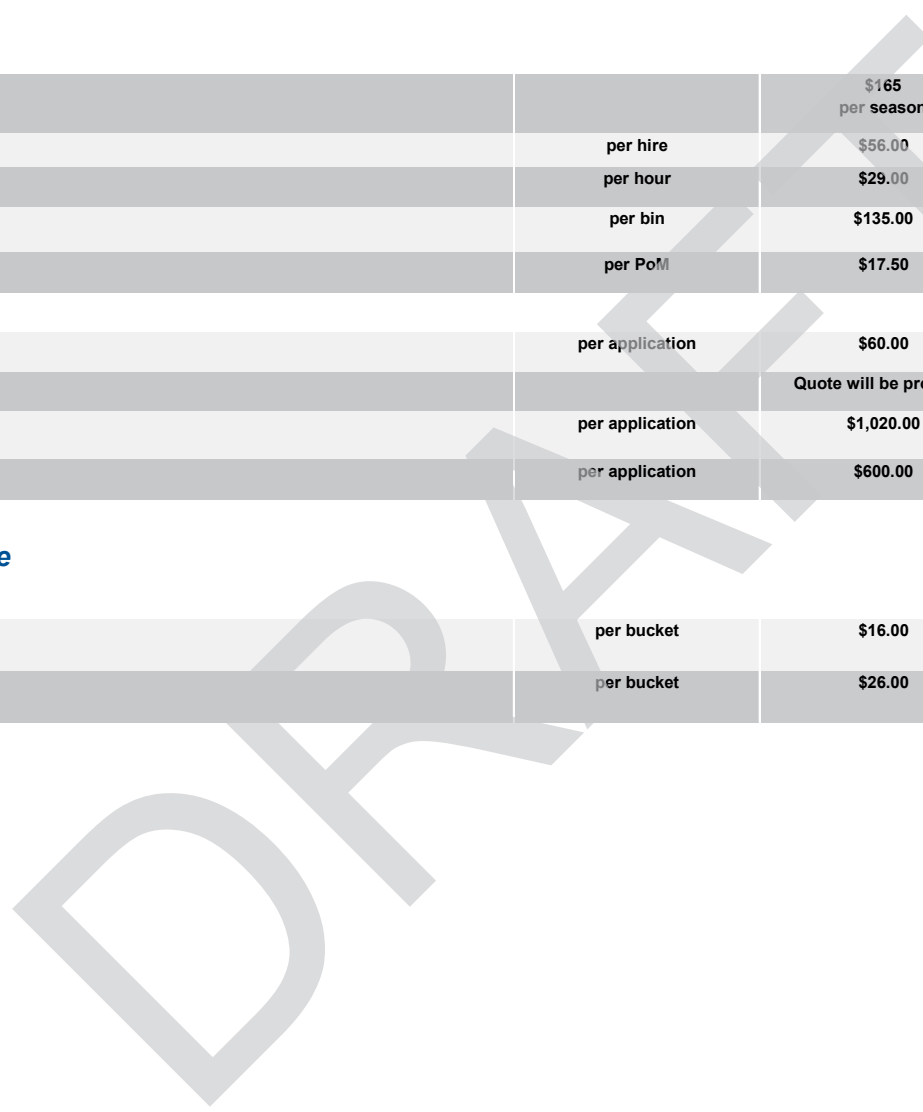 $165
per season
per hire $56.00
per hour $29.00
per bin $135.00
per PoM $17.50
per application $60.00
Quote will be pr
per application $1,020.00
per application $600.00
e
per bucket $16.00
per bucket $26.00
DRAFT